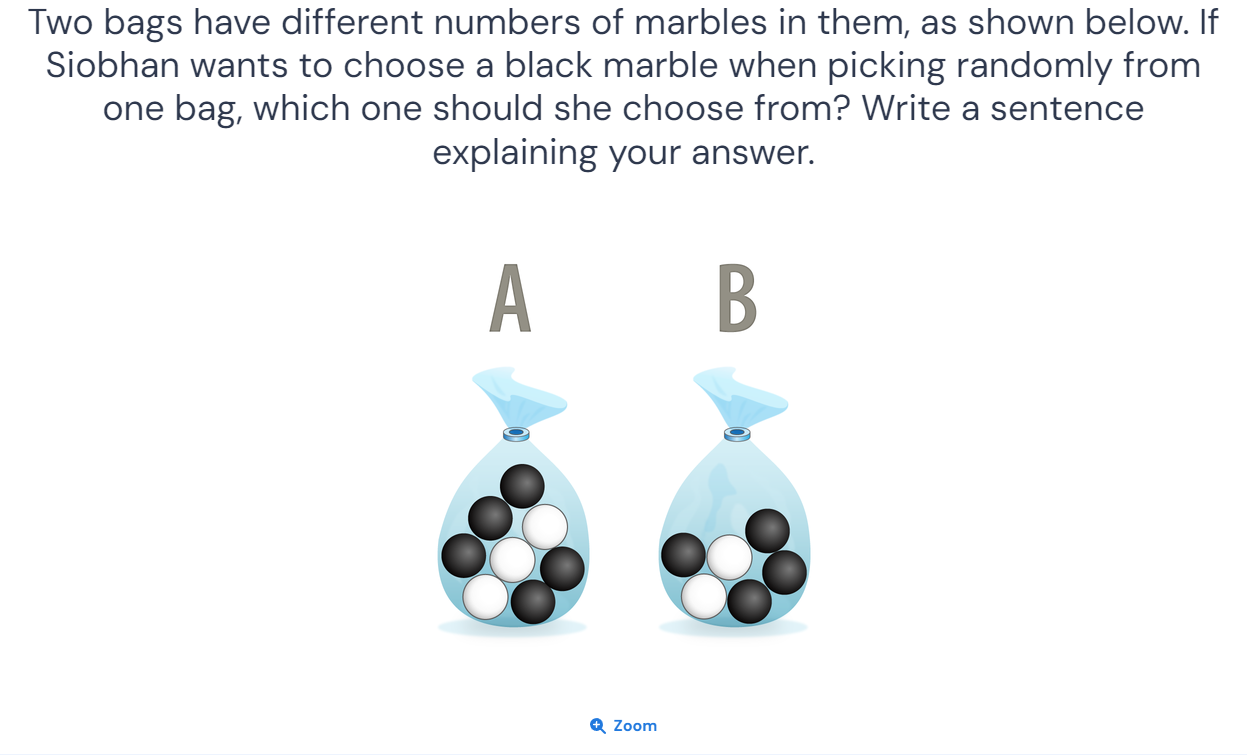 Two bags have different numbers of marbles in them, as shown below. If
Siobhan wants to choose a black marble when picking randomly from
one bag, which one should she choose from? Write a sentence
explaining your answer.
A B
Zoom